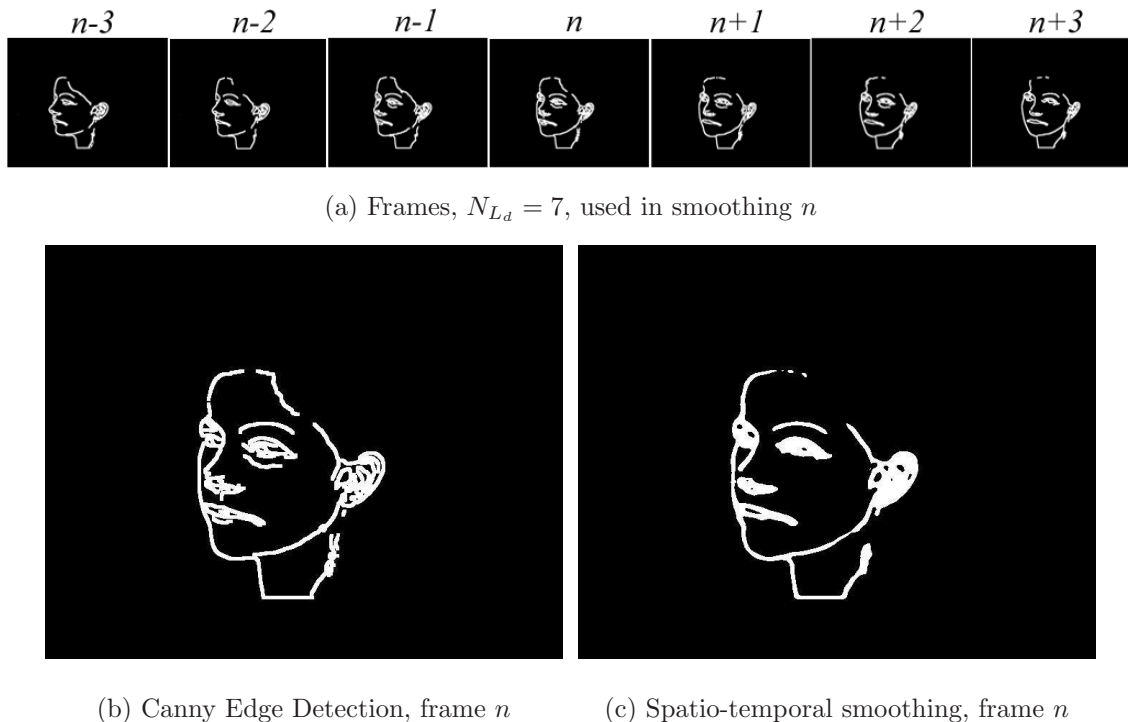 n-3 n-2 n-1 n n+1 n+2 n+3
(a) Frames, $N_{L_d} = 7$, used in smoothing $n$
(b) Canny Edge Detection, frame $n$ (c) Spatio-temporal smoothing, frame $n$